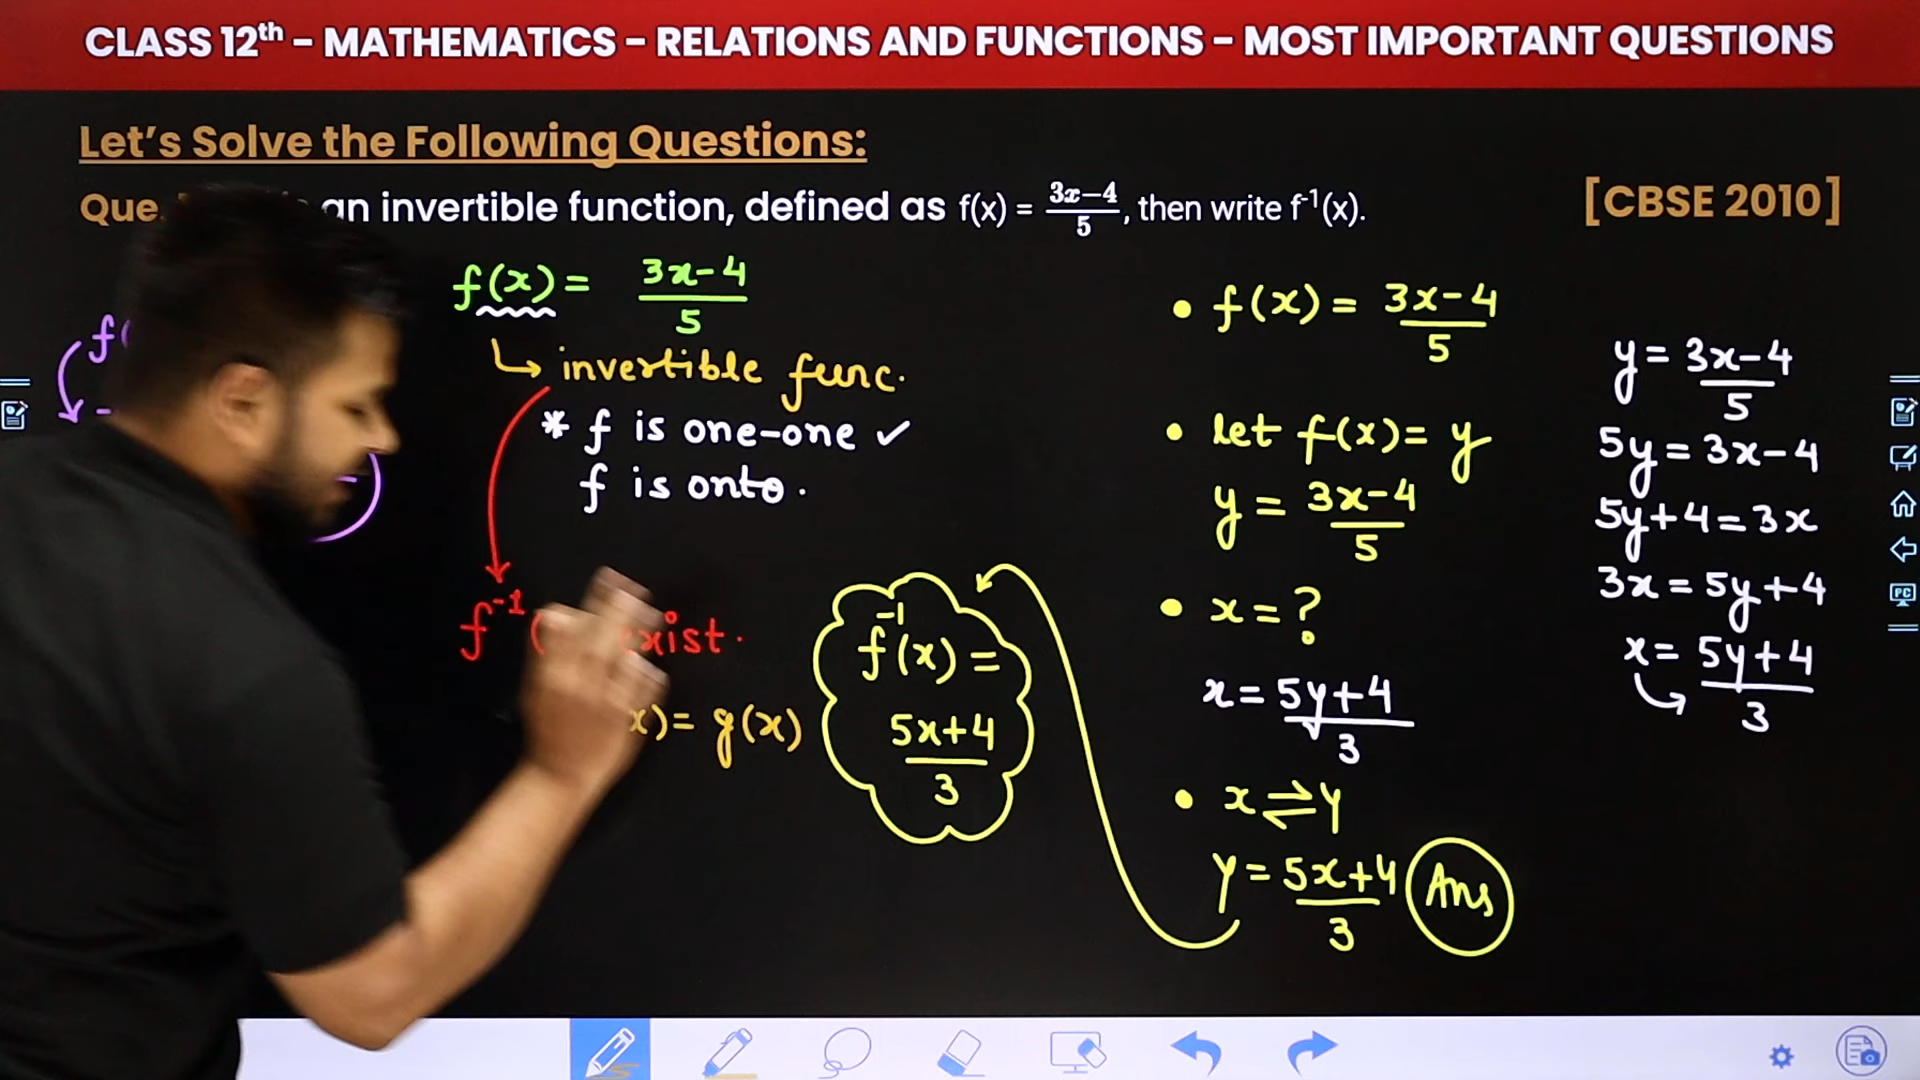 CLASS 12th - MATHEMATICS - RELATIONS AND FUNCTIONS - MOST IMPORTANT QUESTIONS
Let's Solve the Following Questions:
Que. an invertible function, defined as f(x) = 3x-4/5, then write f⁻¹(x). [CBSE 2010]
f(x) = 3x-4/5
invertible func.
* f is one-one ✓
f is onto.
f⁻¹ exist.
x) = g(x)
f⁻¹(x) =
5x+4/3
• f(x) = 3x-4/5
• let f(x) = y
y = 3x-4/5
• x = ?
x = 5y+4/3
• x ⇌ y
y = 5x+4/3 Ans
y = 3x-4/5
5y = 3x-4
5y+4 = 3x
3x = 5y+4
x = 5y+4/3
PC